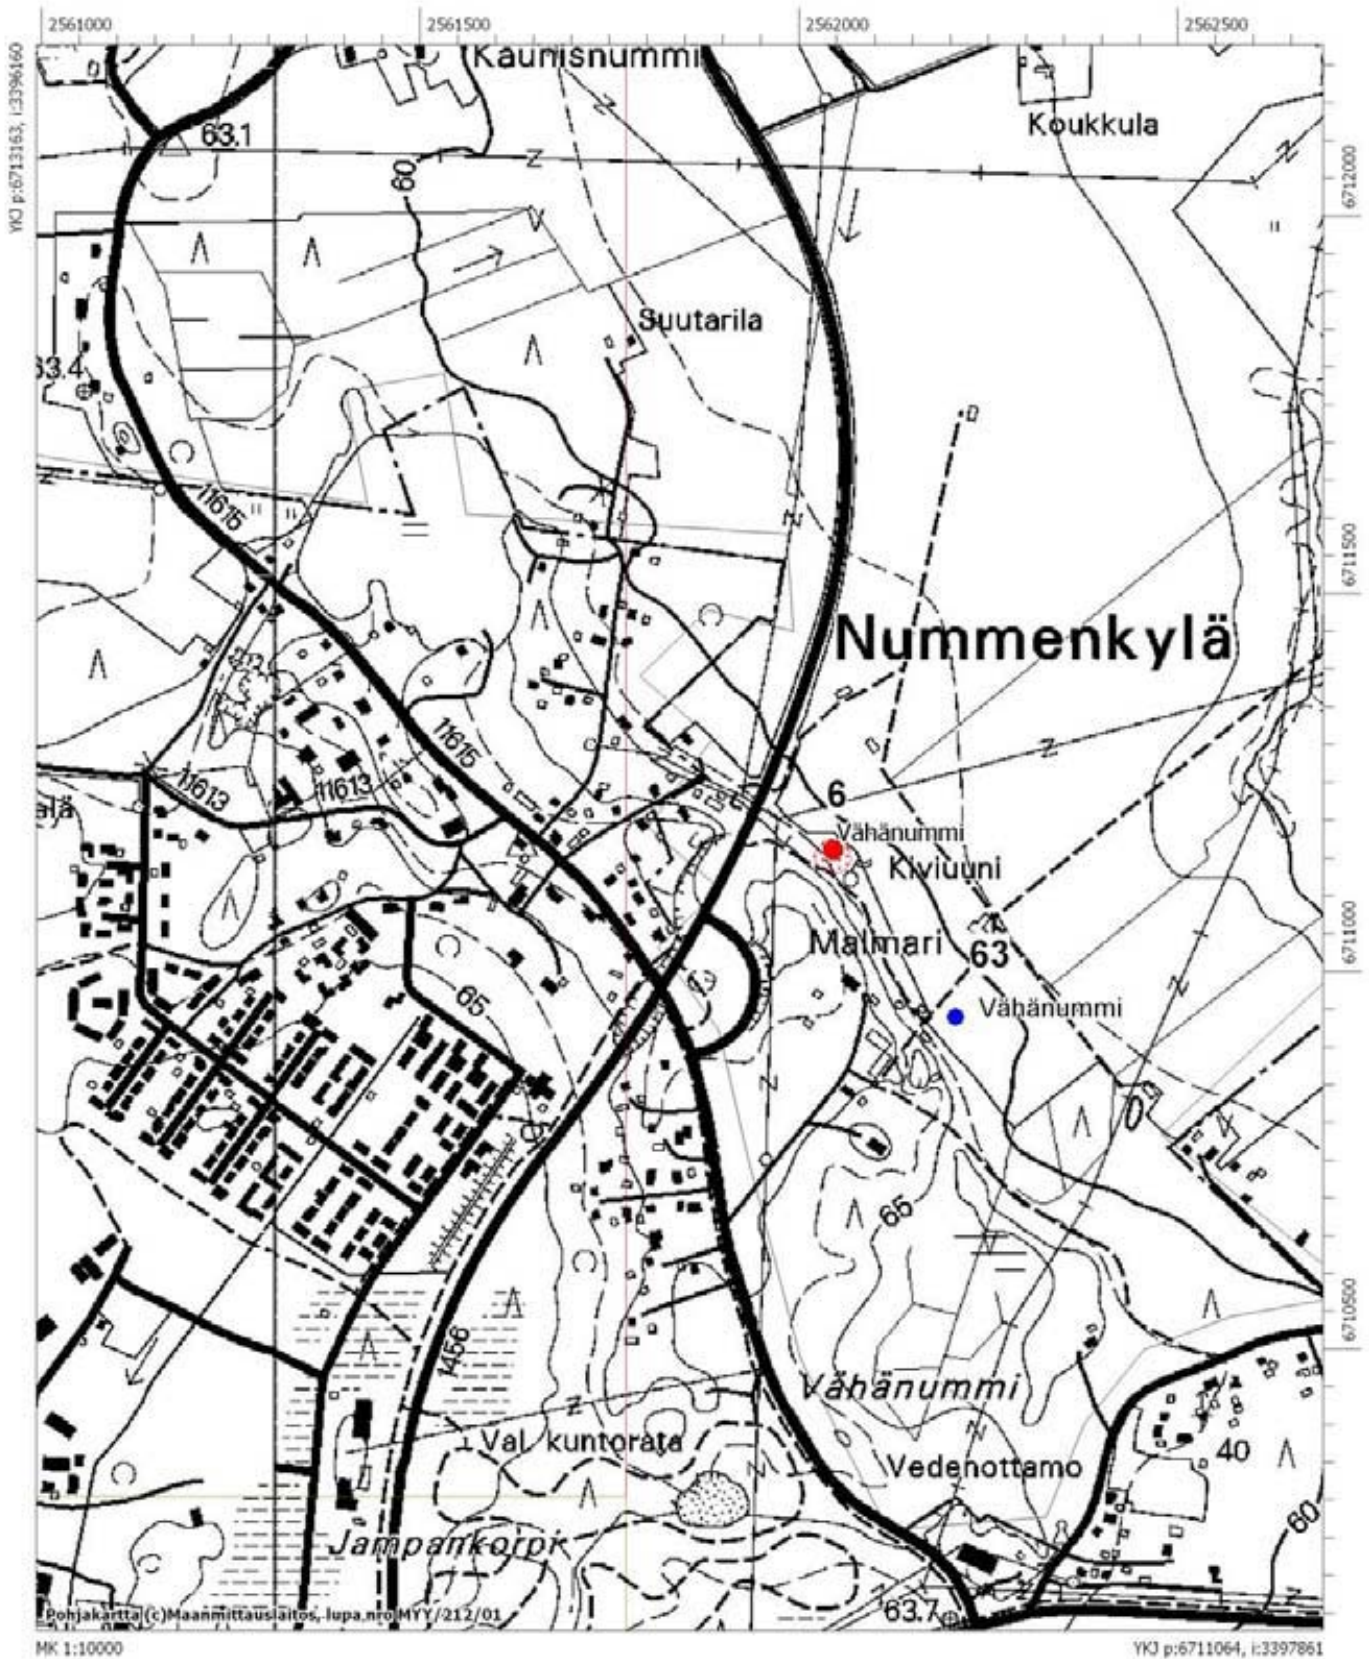 2561000 2561500 2562000 2562500
YKJ p:6713163, i:3396160
Kaunisnummi
Koukkula
63.1
60
6712000
Suutarila
63.4
11615
6711500
Nummenkylä
11615
11613
11613
6
Vähänummi
Kiviuuni
Malmari
63
6711000
65
Vähänummi
65
6710500
1456
Vähänummi
Val. kuntorata
Vedenottamo
40
60
Jampankorpi
63.7
Pohjakartta (c)Maanmittauslaitos, lupa nro MYY/212/01
MK 1:10000
YKJ p:6711064, i:3397861